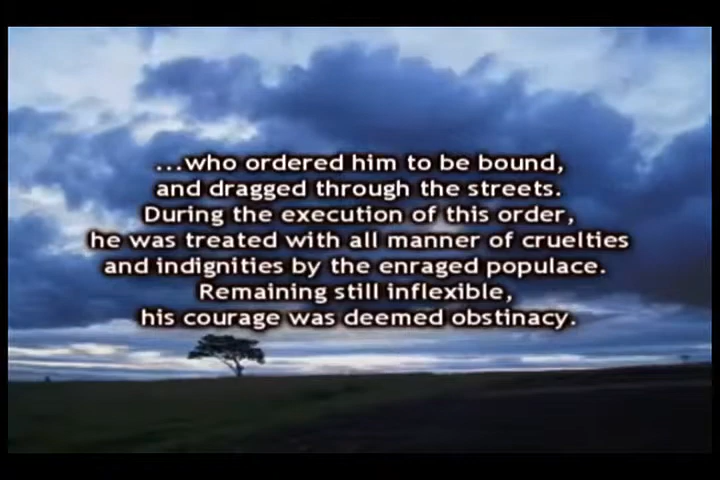 ...who ordered him to be bound,
and dragged through the streets.
During the execution of this order,
he was treated with all manner of cruelties
and indignities by the enraged populace.
Remaining still inflexible,
his courage was deemed obstinacy.